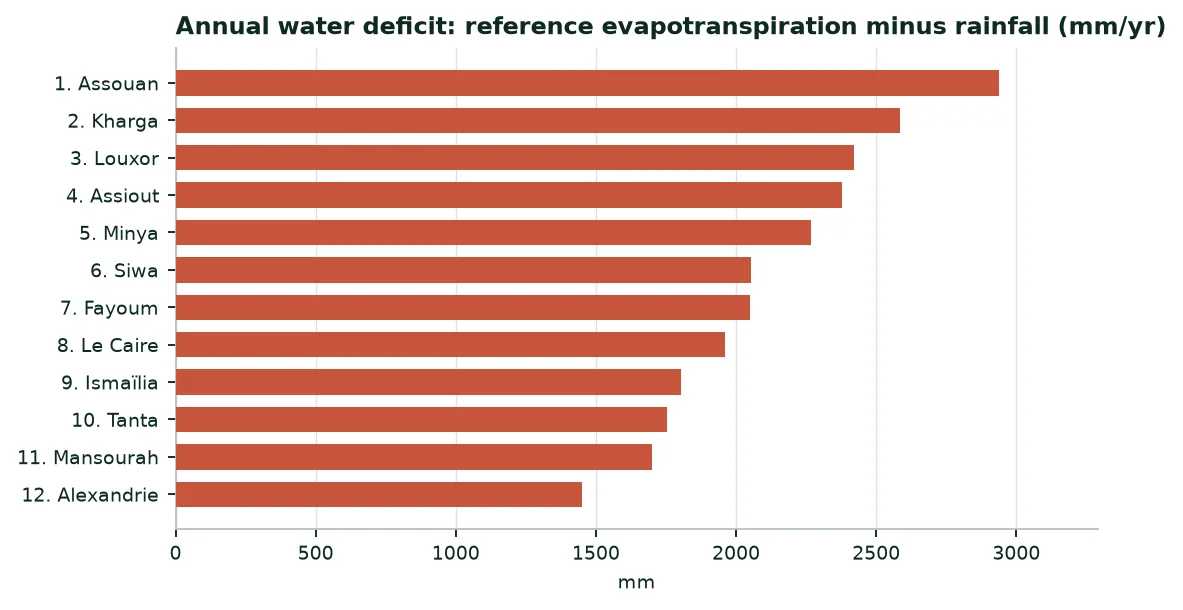 Annual water deficit: reference evapotranspiration minus rainfall (mm/yr)
1. Assouan
2. Kharga
3. Louxor
4. Assiout
5. Minya
6. Siwa
7. Fayoum
8. Le Caire
9. Ismaïlia
10. Tanta
11. Mansourah
12. Alexandrie
0 500 1000 1500 2000 2500 3000
mm